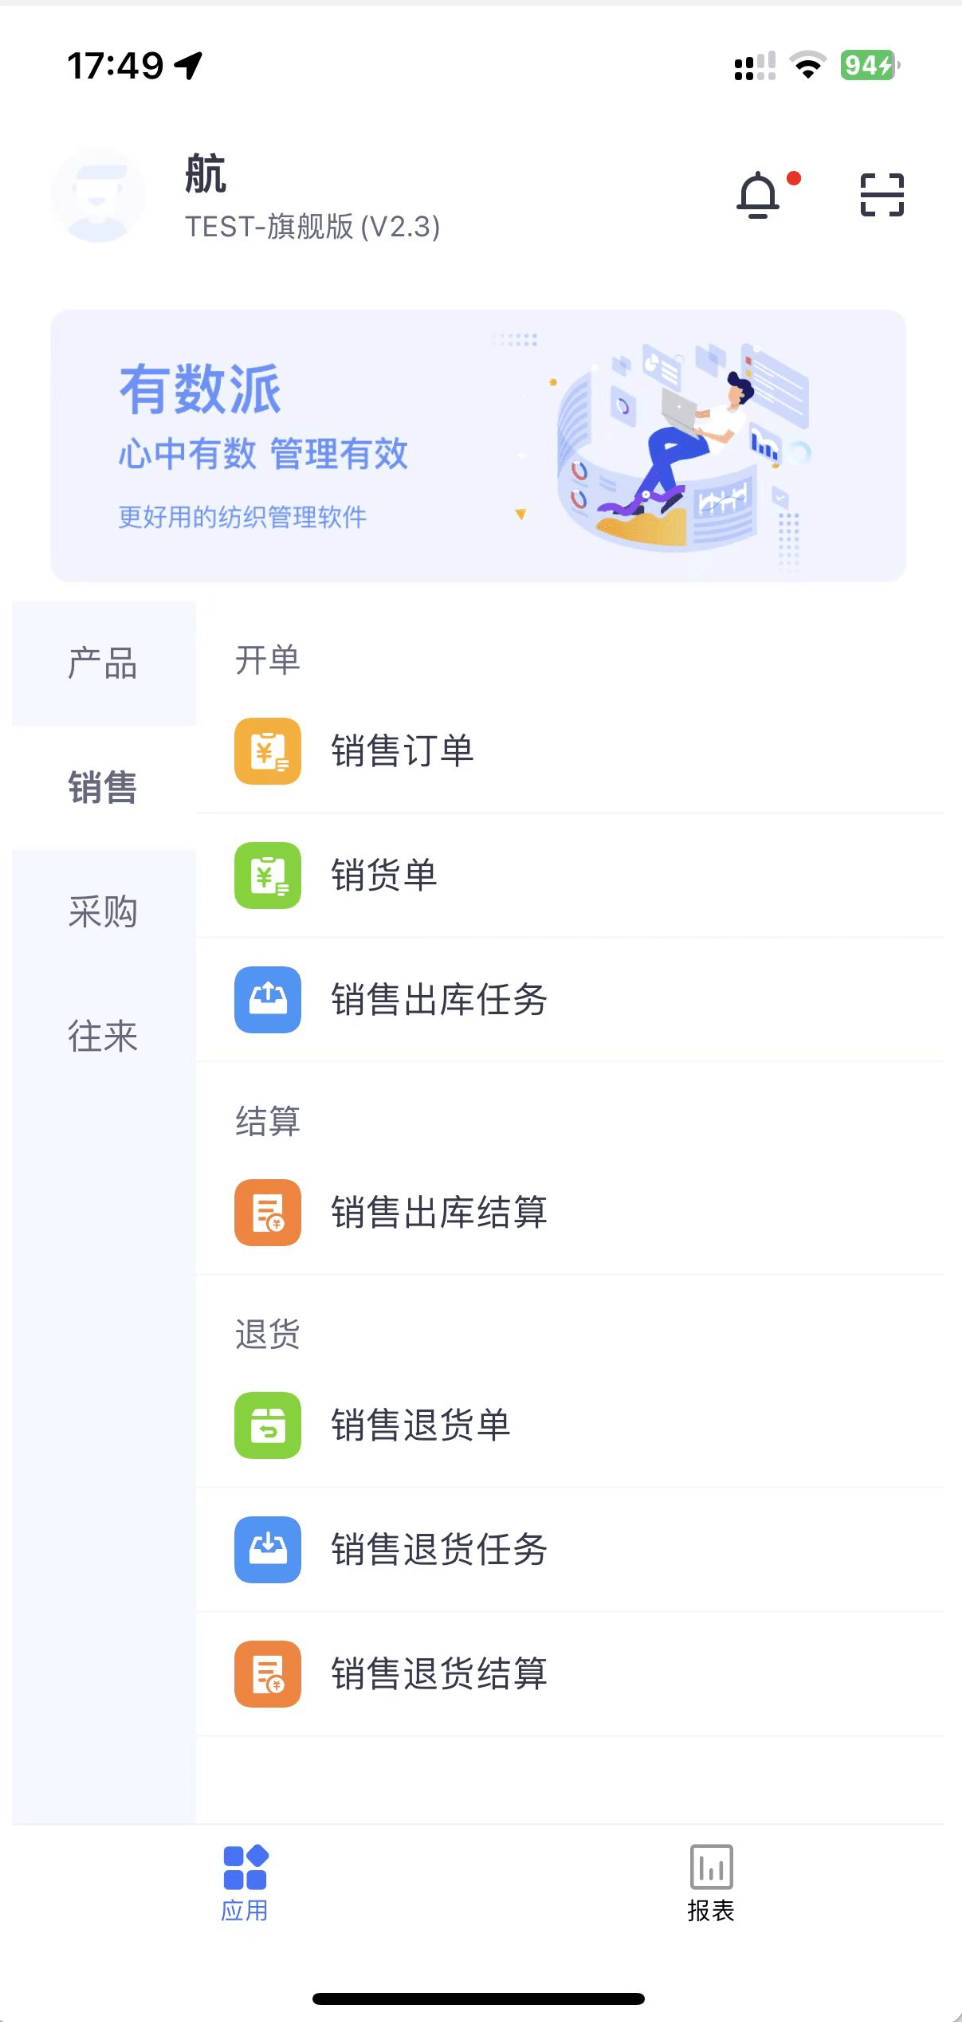 17:49
94
航
TEST-旗舰版 (V2.3)
有数派
心中有数 管理有效
更好用的纺织管理软件
产品
销售
采购
往来
开单
销售订单
销货单
销售出库任务
结算
销售出库结算
退货
销售退货单
销售退货任务
销售退货结算
应用
报表